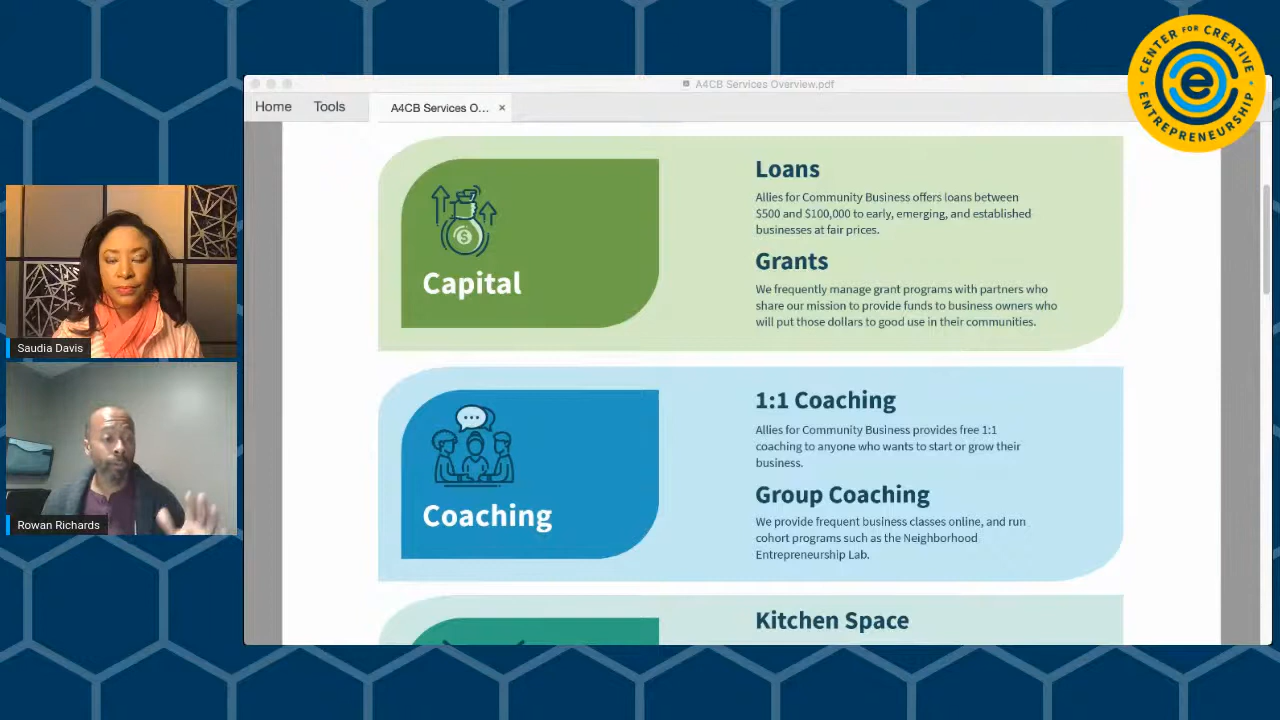 CENTER FOR CREATIVE
ENTREPRENEURSHIP
e
A4CB Services Overview.pdf
Home
Tools
A4CB Services O...
×
Saudia Davis
Rowan Richards
Capital
$
Loans
Allies for Community Business offers loans between
$500 and $100,000 to early, emerging, and established
businesses at fair prices.
Grants
We frequently manage grant programs with partners who
share our mission to provide funds to business owners who
will put those dollars to good use in their communities.
Coaching
1:1 Coaching
Allies for Community Business provides free 1:1
coaching to anyone who wants to start or grow their
business.
Group Coaching
We provide frequent business classes online, and run
cohort programs such as the Neighborhood
Entrepreneurship Lab.
Kitchen Space